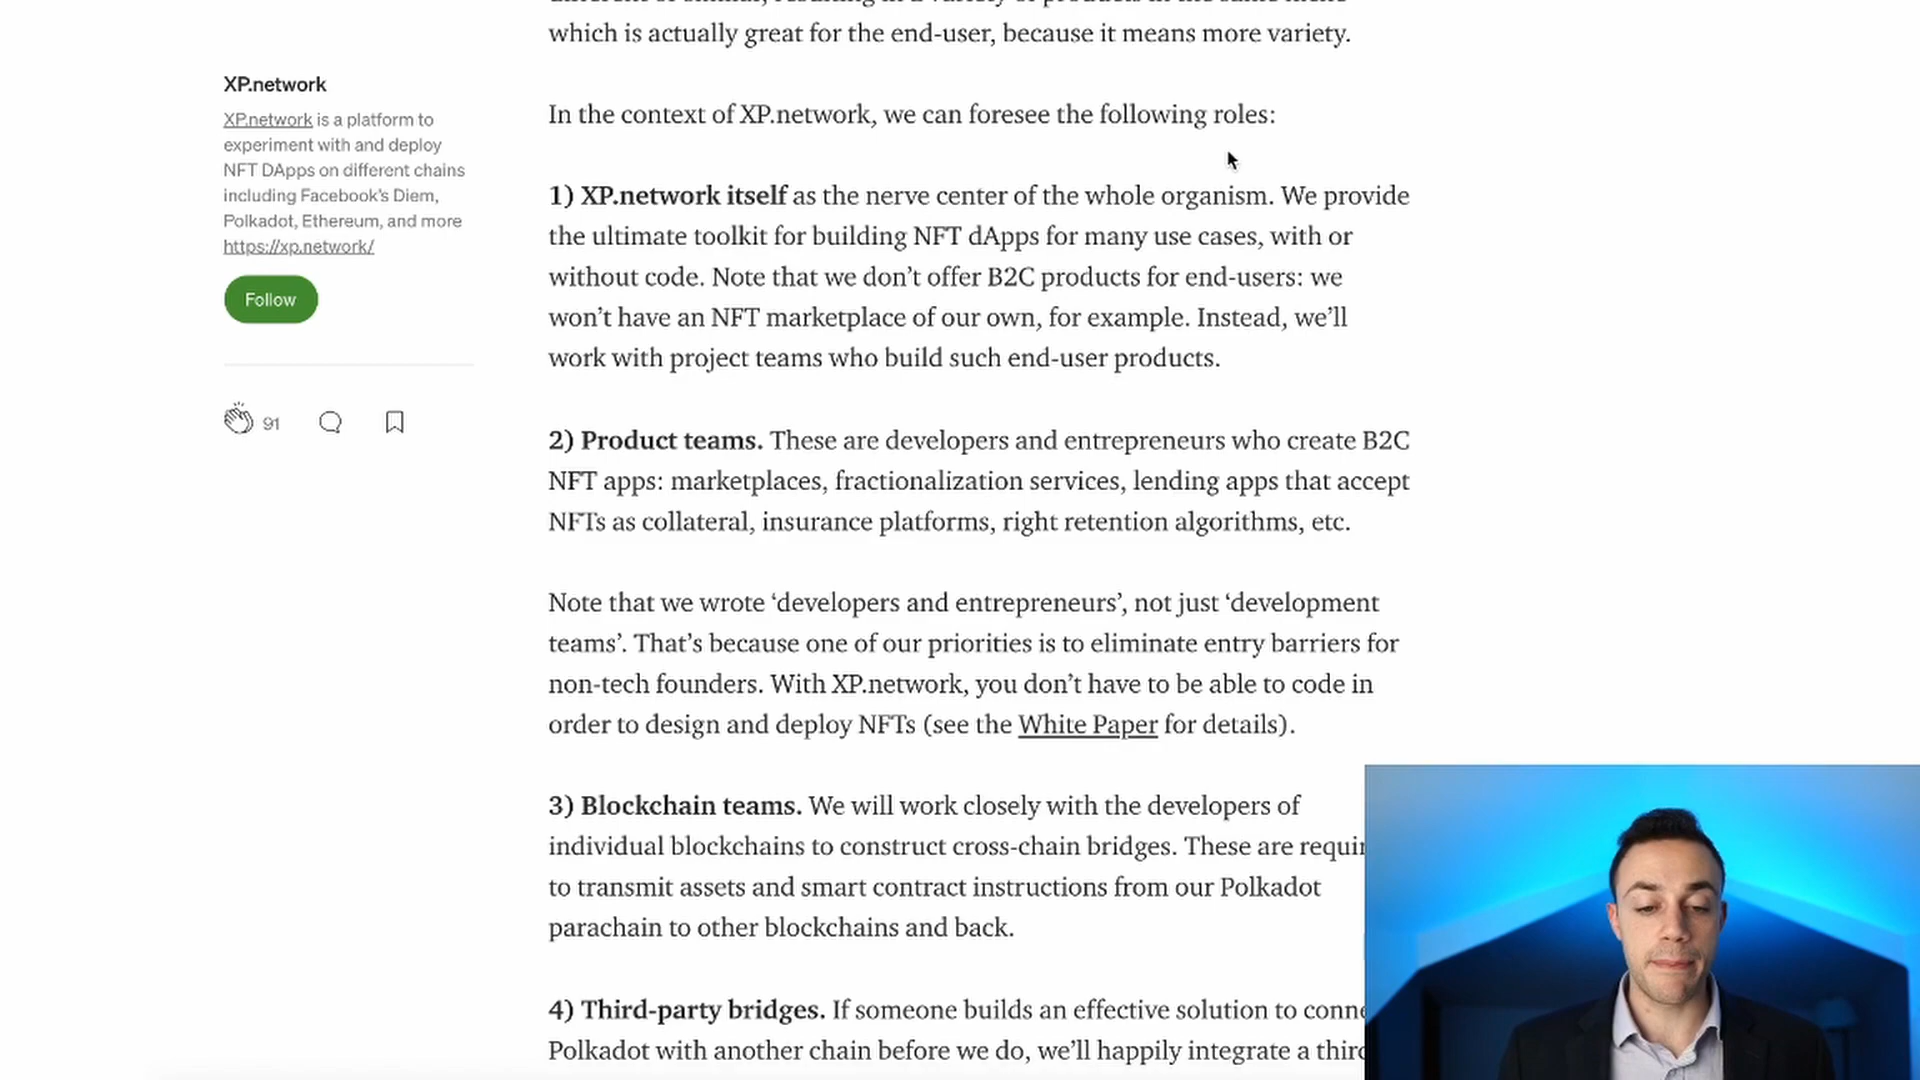 which is actually great for the end-user, because it means more variety.
XP.network
XP.network is a platform to
experiment with and deploy
NFT DApps on different chains
including Facebook's Diem,
Polkadot, Ethereum, and more
https://xp.network/
Follow
91
In the context of XP.network, we can foresee the following roles:
1) XP.network itself as the nerve center of the whole organism. We provide
the ultimate toolkit for building NFT dApps for many use cases, with or
without code. Note that we don’t offer B2C products for end-users: we
won’t have an NFT marketplace of our own, for example. Instead, we’ll
work with project teams who build such end-user products.
2) Product teams. These are developers and entrepreneurs who create B2C
NFT apps: marketplaces, fractionalization services, lending apps that accept
NFTs as collateral, insurance platforms, right retention algorithms, etc.
Note that we wrote ‘developers and entrepreneurs’, not just ‘development
teams’. That’s because one of our priorities is to eliminate entry barriers for
non-tech founders. With XP.network, you don’t have to be able to code in
order to design and deploy NFTs (see the White Paper for details).
3) Blockchain teams. We will work closely with the developers of
individual blockchains to construct cross-chain bridges. These are requir
to transmit assets and smart contract instructions from our Polkadot
parachain to other blockchains and back.
4) Third-party bridges. If someone builds an effective solution to conne
Polkadot with another chain before we do, we’ll happily integrate a third